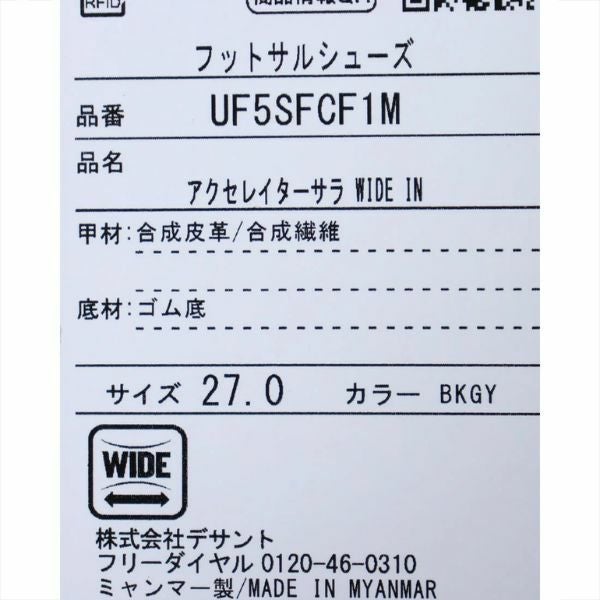 RFID
フットサルシューズ
品番 UF5SFCF1M
品名
アクセレイターサラ WIDE IN
甲材:合成皮革/合成繊維
底材:ゴム底
サイズ 27.0 カラー BKGY
WIDE
株式会社デサント
フリーダイヤル 0120-46-0310
ミャンマー製/MADE IN MYANMAR